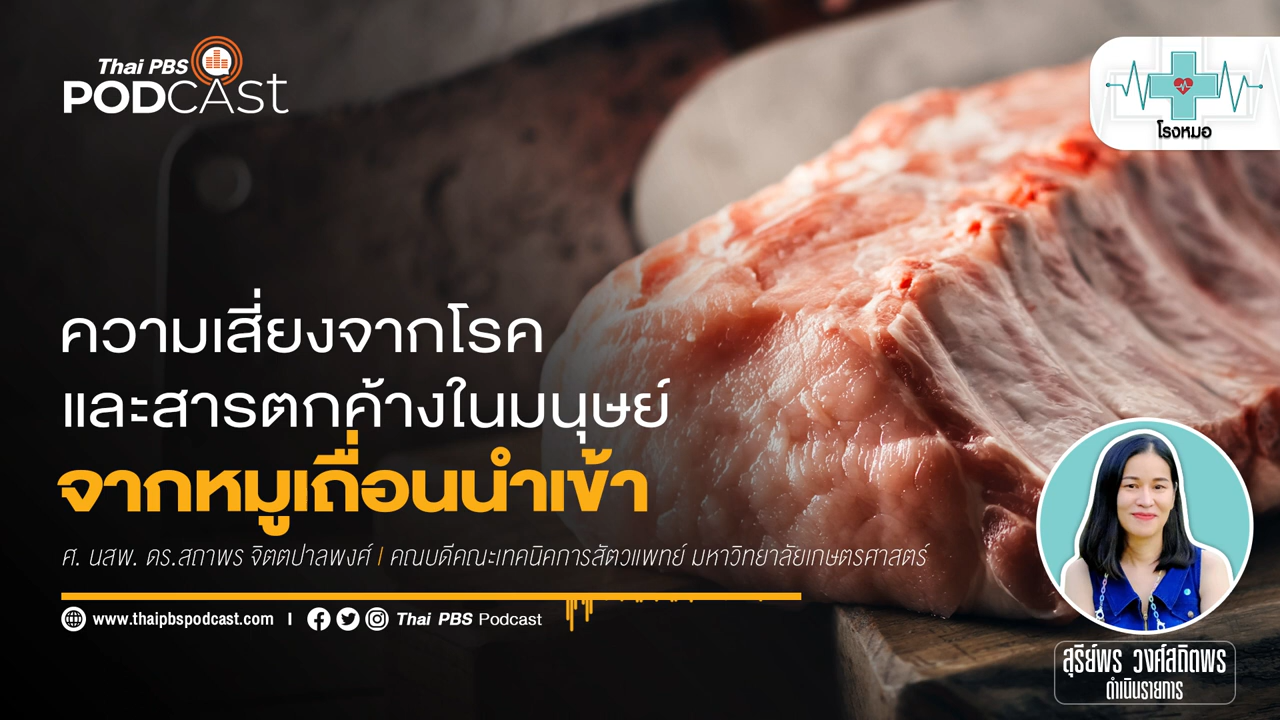 Thai PBS
PODCAST
โรงหมอ
ความเสี่ยงจากโรค
และสารตกค้างในมนุษย์
จากหมูเถื่อนนำเข้า
ศ. นสพ. ดร.สถาพร จิตตปาลพงศ์ | คณบดีคณะเทคนิคการสัตวแพทย์ มหาวิทยาลัยเกษตรศาสตร์
www.thaipbspodcast.com | Thai PBS Podcast
สุรีย์พร วงศ์สถิตพร
ดำเนินรายการ